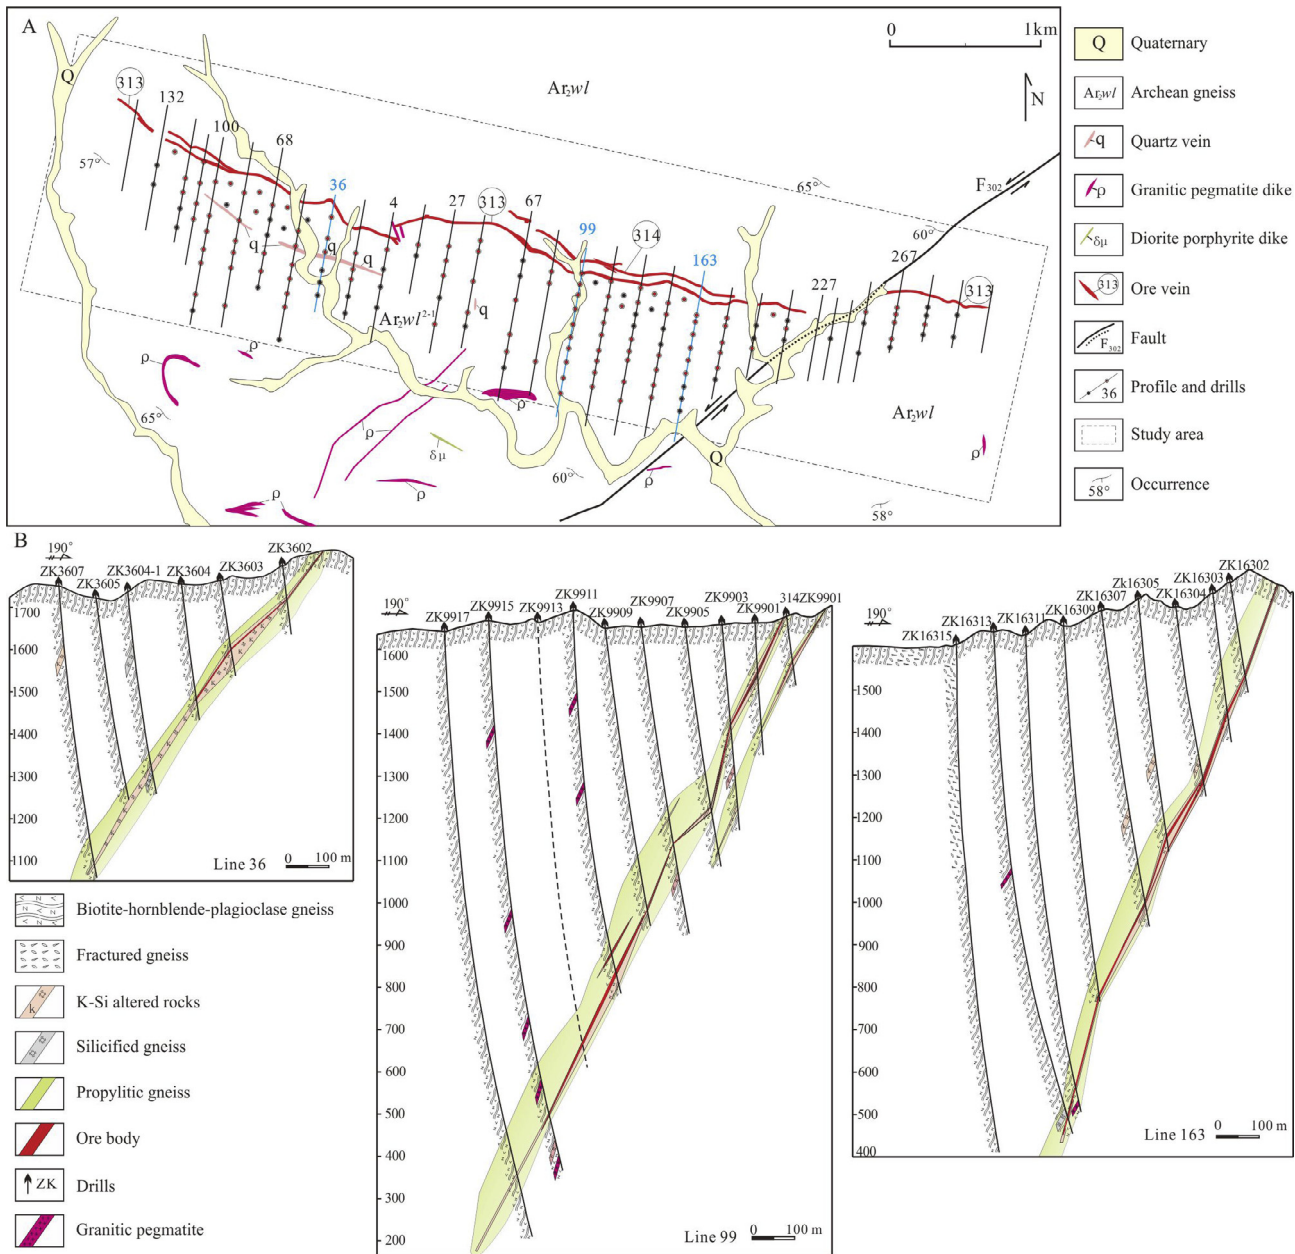 A
0 1km
N
Q
Ar₂wl
313
132
100
68
36
4
27
313
67
99
314
163
227
267
313
57°
65°
60°
F₃₀₂
q
q
q
q
Ar₂wl²⁻¹
Ar₂wl
ρ
ρ
65°
ρ
ρ
δμ
ρ
ρ
60°
ρ
Q
58°
ρ
Q Quaternary
Ar₂wl Archean gneiss
q Quartz vein
ρ Granitic pegmatite dike
δμ Diorite porphyrite dike
313 Ore vein
F₃₀₂ Fault
36 Profile and drills
Study area
58° Occurrence
B
190°
ZK3607
ZK3605
ZK3604-1
ZK3604
ZK3603
ZK3602
1700
1600
1500
1400
1300
1200
1100
Line 36 0 100 m
190°
ZK9917
ZK9915
ZK9913
ZK9911
ZK9909
ZK9907
ZK9905
ZK9903
ZK9901
314ZK9901
1600
1500
1400
1300
1200
1100
1000
900
800
700
600
500
400
300
200
Line 99 0 100 m
190°
ZK16315
ZK16313
ZK16311
ZK16309
ZK16307
Zk16305
ZK16304
ZK16303
ZK16302
1500
1400
1300
1200
1100
1000
900
800
700
600
500
400
Line 163 0 100 m
Biotite-hornblende-plagioclase gneiss
Fractured gneiss
k K-Si altered rocks
Silicified gneiss
Propylitic gneiss
Ore body
ZK Drills
Granitic pegmatite